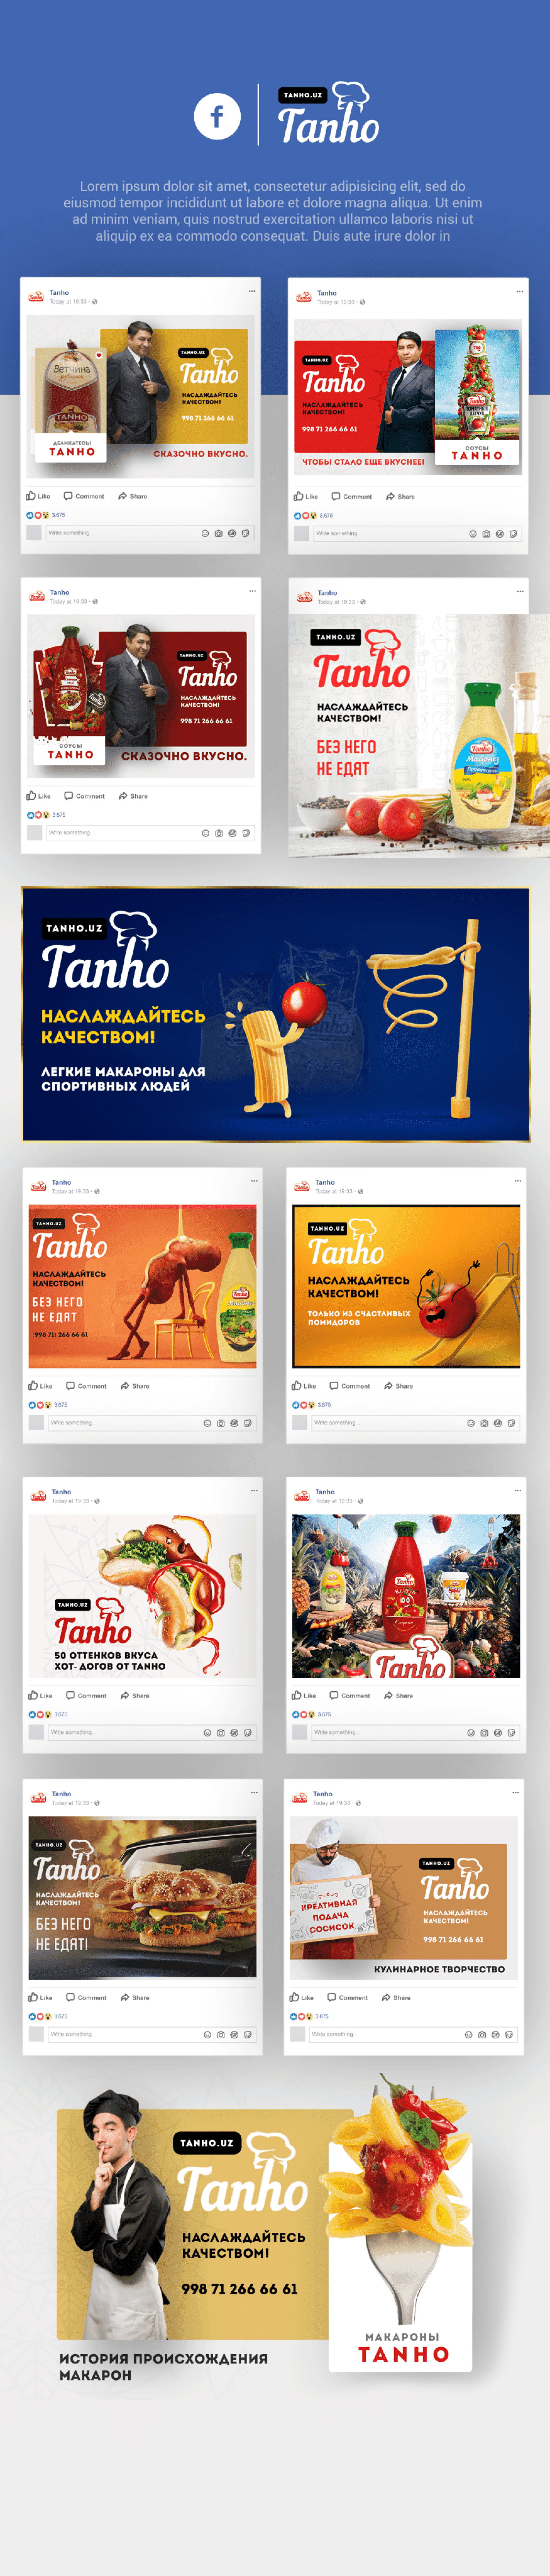 f
TANHO.UZ
Tanho
Lorem ipsum dolor sit amet, consectetur adipisicing elit, sed do
eiusmod tempor incididunt ut labore et dolore magna aliqua. Ut enim
ad minim veniam, quis nostrud exercitation ullamco laboris nisi ut
aliquip ex ea commodo consequat. Duis aute irure dolor in
Tanho
Today at 19:33
Ветчина
TANHO
ДЕЛИКАТЕСЫ
TANHO
TANHO.UZ
Tanho
НАСЛАЖДАЙТЕСЬ
КАЧЕСТВОМ!
998 71 266 66 61
СКАЗОЧНО ВКУСНО.
Like Comment Share
3.675
Write something...
Tanho
Today at 19:33
TANHO.UZ
Tanho
НАСЛАЖДАЙТЕСЬ
КАЧЕСТВОМ!
998 71 266 66 61
ЧТОБЫ СТАЛО ЕЩЕ ВКУСНЕЕ!
СОУСЫ
TANHO
Like Comment Share
3.675
Write something...
Tanho
Today at 19:33
СОУСЫ
TANHO
TANHO.UZ
Tanho
НАСЛАЖДАЙТЕСЬ
КАЧЕСТВОМ!
998 71 266 66 61
СКАЗОЧНО ВКУСНО.
Like Comment Share
3.675
Write something...
Tanho
Today at 19:33
TANHO.UZ
Tanho
НАСЛАЖДАЙТЕСЬ
КАЧЕСТВОМ!
БЕЗ НЕГО
НЕ ЕДЯТ
Tanho
Майонез
TANHO.UZ
Tanho
НАСЛАЖДАЙТЕСЬ
КАЧЕСТВОМ!
ЛЕГКИЕ МАКАРОНЫ ДЛЯ
СПОРТИВНЫХ ЛЮДЕЙ
Tanho
Today at 19:33
TANHO.UZ
Tanho
НАСЛАЖДАЙТЕСЬ
КАЧЕСТВОМ!
БЕЗ НЕГО
НЕ ЕДЯТ
(998 71) 266 66 61
Like Comment Share
3.675
Write something...
Tanho
Today at 19:33
TANHO.UZ
Tanho
НАСЛАЖДАЙТЕСЬ
КАЧЕСТВОМ!
ТОЛЬКО ИЗ СЧАСТЛИВЫХ
ПОМИДОРОВ
Like Comment Share
3.675
Write something...
Tanho
Today at 19:33
TANHO.UZ
Tanho
50 ОТТЕНКОВ ВКУСА
ХОТ- ДОГОВ ОТ TANHO
Like Comment Share
3.675
Write something...
Tanho
Today at 19:33
Tanho
Tanho
Like Comment Share
3.675
Write something...
Tanho
Today at 19:33
TANHO.UZ
Tanho
НАСЛАЖДАЙТЕСЬ
КАЧЕСТВОМ!
БЕЗ НЕГО
НЕ ЕДЯТ!
Like Comment Share
3.675
Write something...
Tanho
Today at 19:33
КРЕАТИВНАЯ
ПОДАЧА
СОСИСОК
TANHO.UZ
Tanho
НАСЛАЖДАЙТЕСЬ
КАЧЕСТВОМ!
998 71 266 66 61
КУЛИНАРНОЕ ТВОРЧЕСТВО
Like Comment Share
3.675
Write something
TANHO.UZ
Tanho
НАСЛАЖДАЙТЕСЬ
КАЧЕСТВОМ!
998 71 266 66 61
МАКАРОНЫ
TANHO
ИСТОРИЯ ПРОИСХОЖДЕНИЯ
МАКАРОН